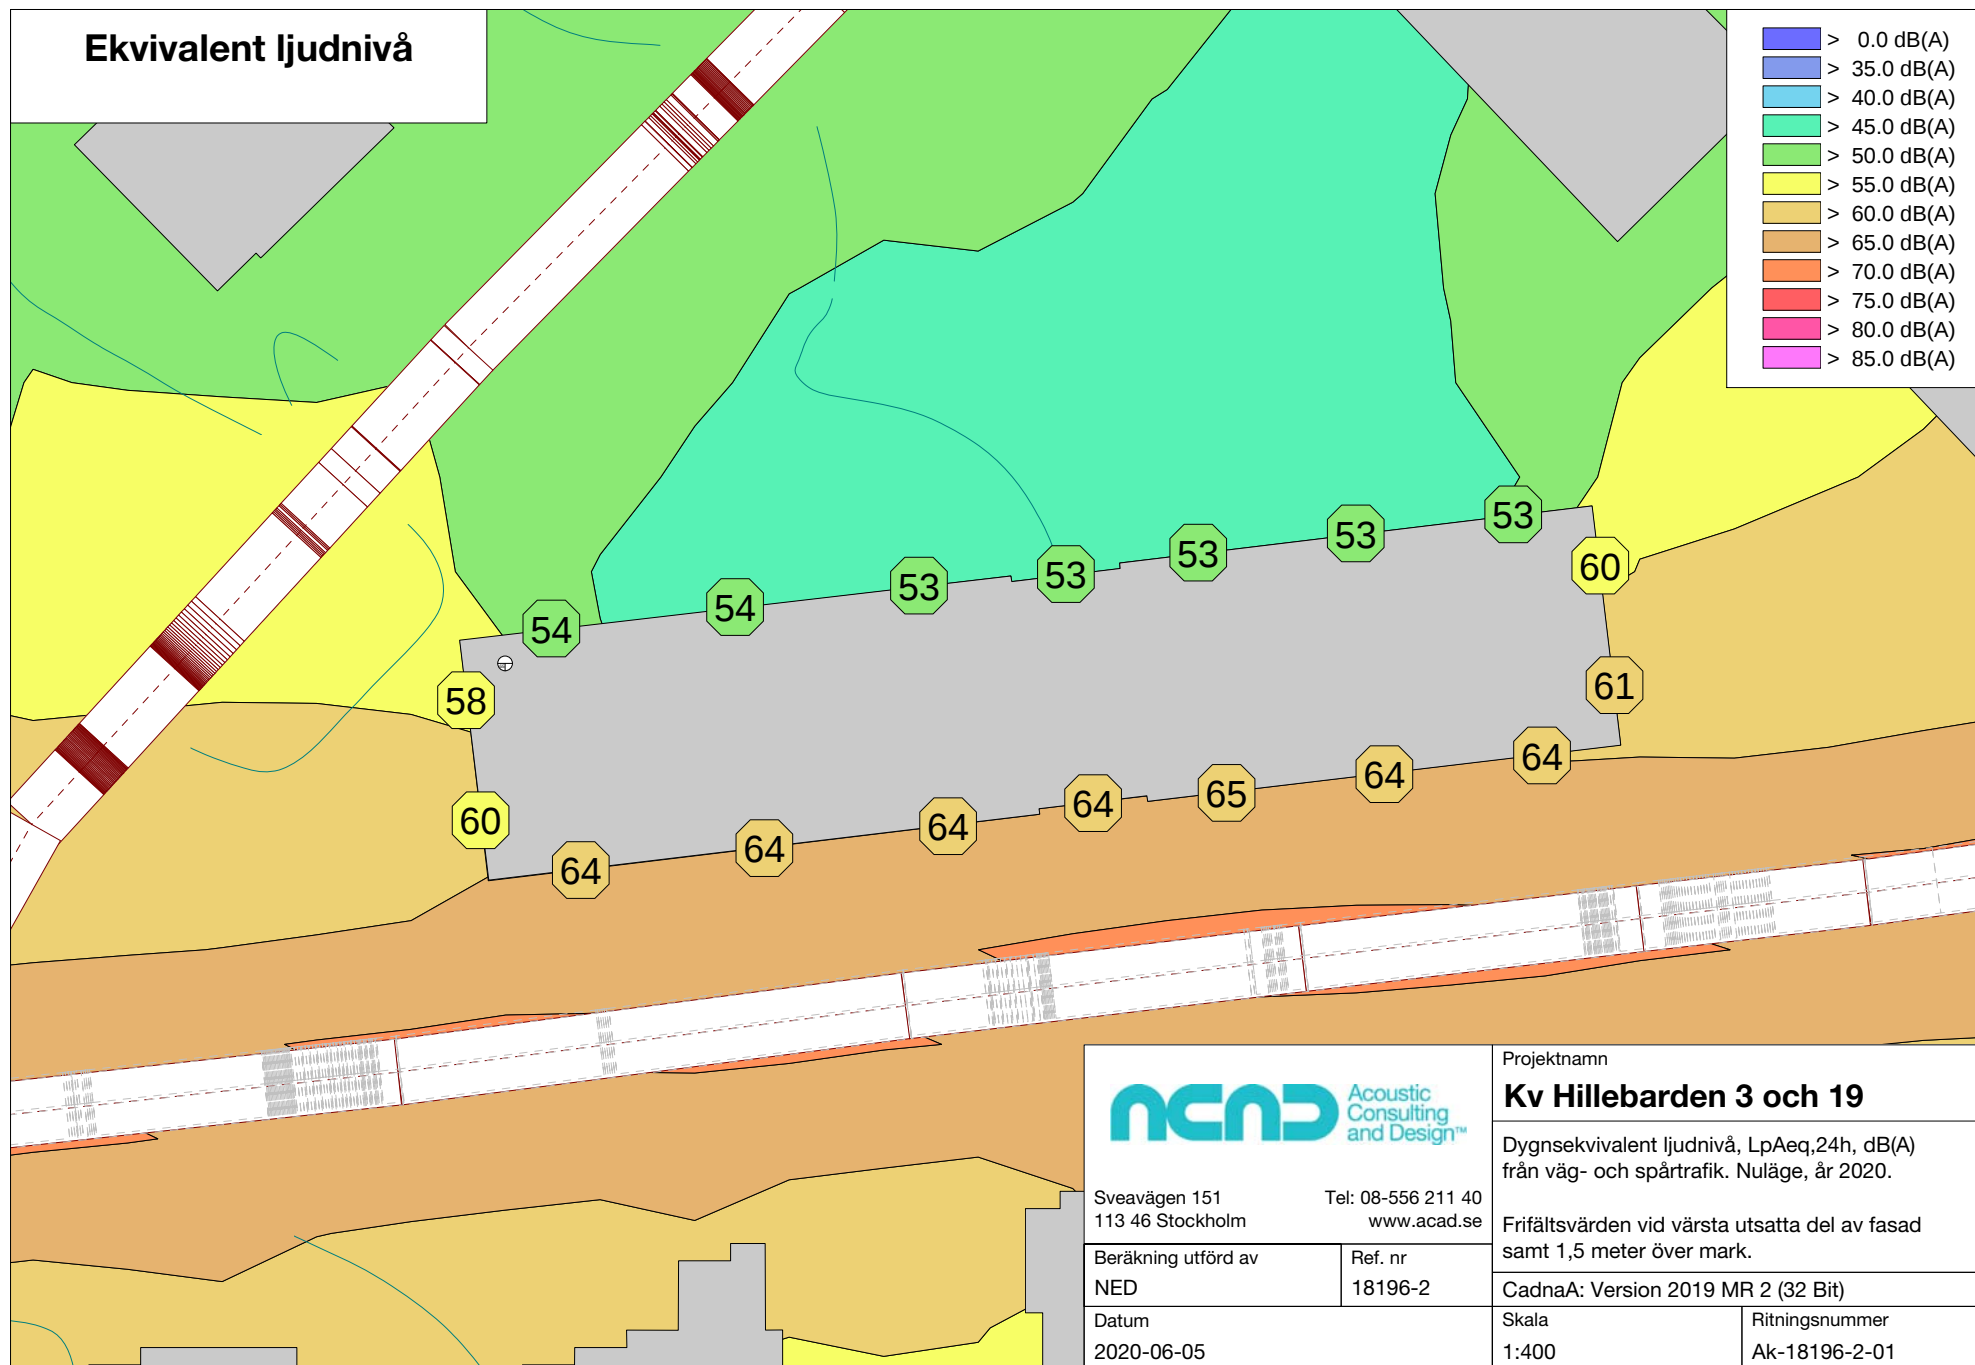 Ekvivalent ljudnivå
> 0.0 dB(A)
> 35.0 dB(A)
> 40.0 dB(A)
> 45.0 dB(A)
> 50.0 dB(A)
> 55.0 dB(A)
> 60.0 dB(A)
> 65.0 dB(A)
> 70.0 dB(A)
> 75.0 dB(A)
> 80.0 dB(A)
> 85.0 dB(A)
54
54
53
53
53
53
53
60
61
58
60
64
64
64
64
65
64
64
ACAD
Acoustic
Consulting
and Design™
Sveavägen 151
113 46 Stockholm
Tel: 08-556 211 40
www.acad.se
Beräkning utförd av
NED
Ref. nr
18196-2
Datum
2020-06-05
Projektnamn
Kv Hillebarden 3 och 19
Dygnsekvivalent ljudnivå, LpAeq,24h, dB(A)
från väg- och spårtrafik. Nuläge, år 2020.
Frifältsvärden vid värsta utsatta del av fasad
samt 1,5 meter över mark.
CadnaA: Version 2019 MR 2 (32 Bit)
Skala
1:400
Ritningsnummer
Ak-18196-2-01